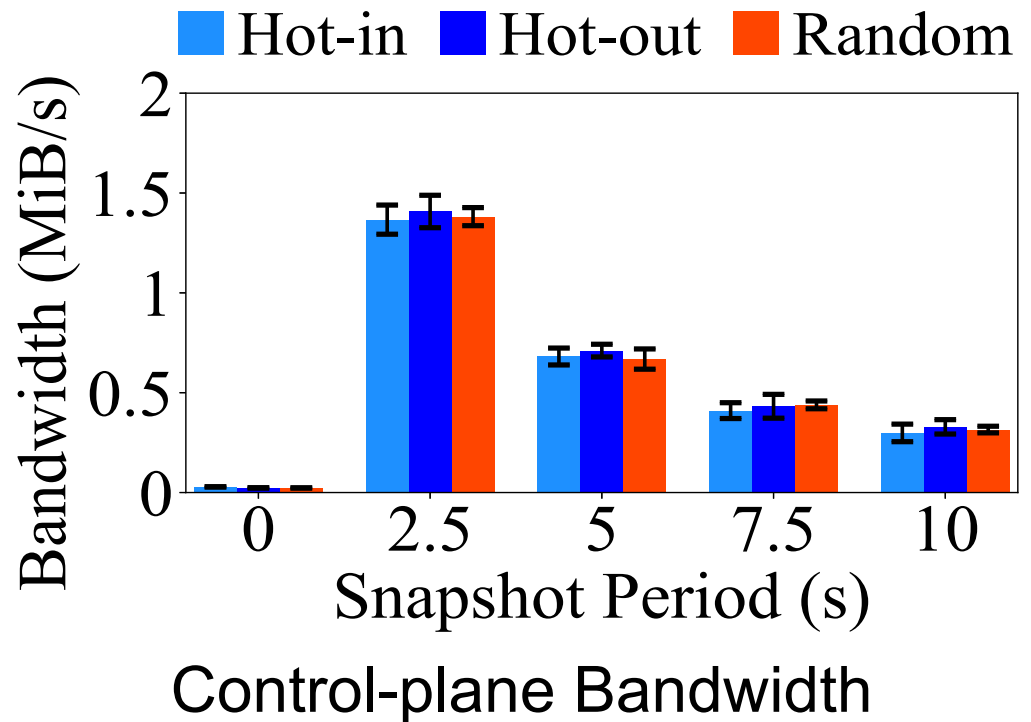 Hot-in Hot-out Random
Bandwidth (MiB/s)
2
1.5
1
0.5
0
0 2.5 5 7.5 10
Snapshot Period (s)
Control-plane Bandwidth